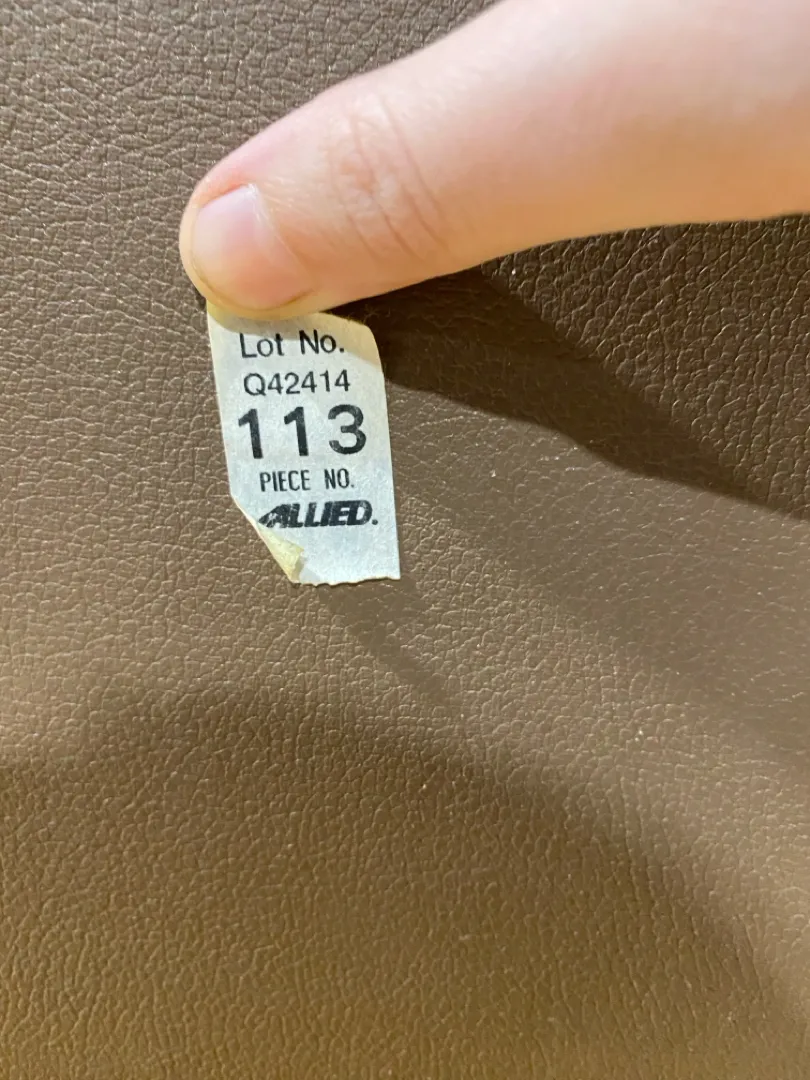 Lot No.
Q42414
113
PIECE NO.
ALLIED.